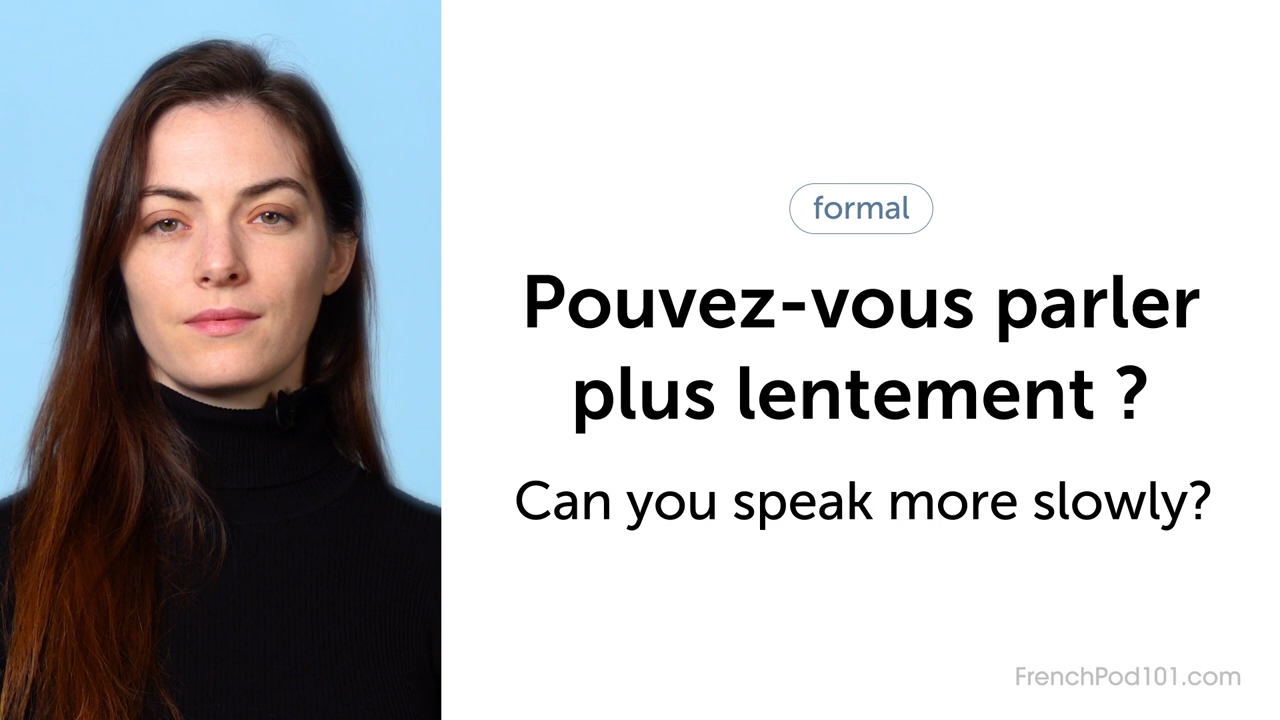 formal
Pouvez-vous parler
plus lentement ?
Can you speak more slowly?
FrenchPod101.com